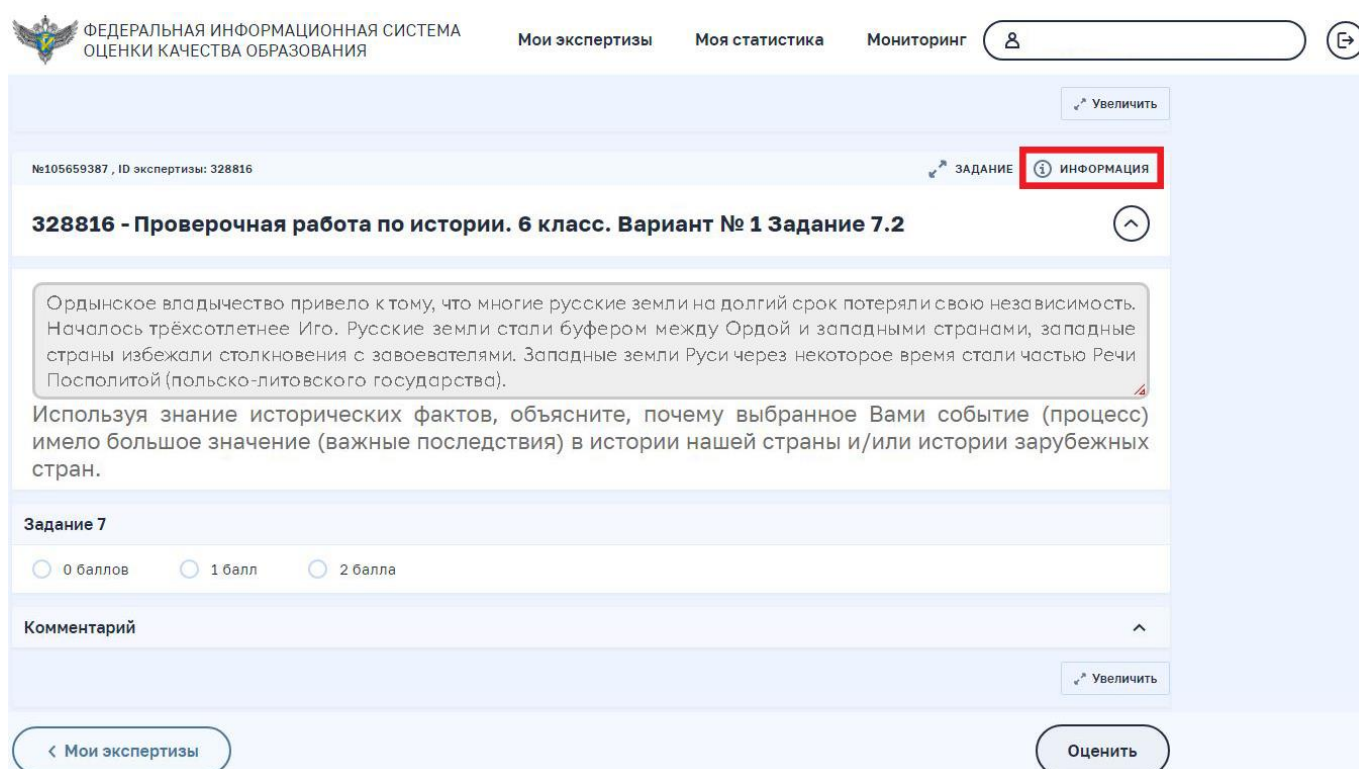 ФЕДЕРАЛЬНАЯ ИНФОРМАЦИОННАЯ СИСТЕМА
ОЦЕНКИ КАЧЕСТВА ОБРАЗОВАНИЯ
Мои экспертизы
Моя статистика
Мониторинг
Увеличить
№105659387 , ID экспертизы: 328816
ЗАДАНИЕ
ИНФОРМАЦИЯ
328816 - Проверочная работа по истории. 6 класс. Вариант № 1 Задание 7.2
Ордынское владычество привело к тому, что многие русские земли на долгий срок потеряли свою независимость.
Началось трёхсотлетнее Иго. Русские земли стали буфером между Ордой и западными странами, западные
страны избежали столкновения с завоевателями. Западные земли Руси через некоторое время стали частью Речи
Посполитой (польско-литовского государства).
Используя знание исторических фактов, объясните, почему выбранное Вами событие (процесс)
имело большое значение (важные последствия) в истории нашей страны и/или истории зарубежных
стран.
Задание 7
0 баллов
1 балл
2 балла
Комментарий
Увеличить
Мои экспертизы
Оценить